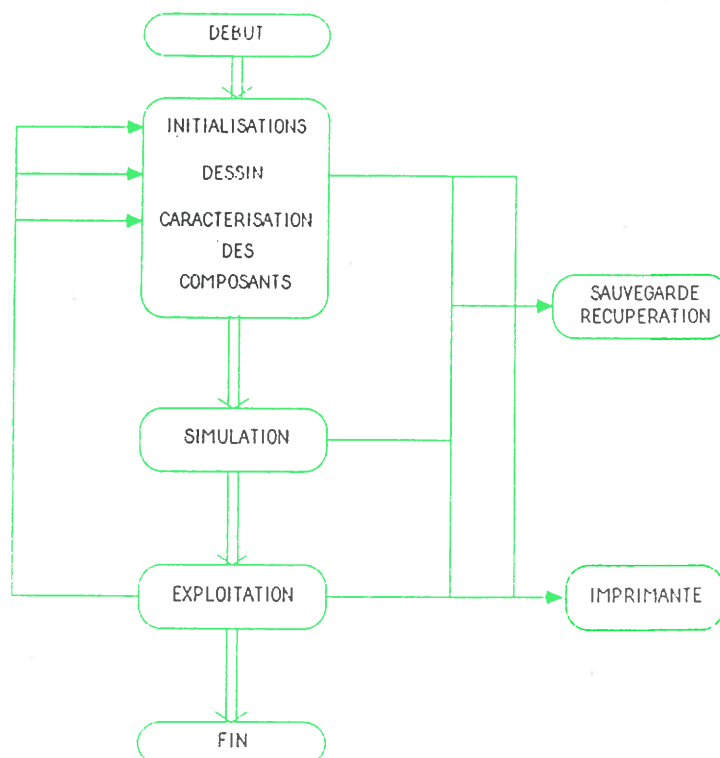 DEBUT
INITIALISATIONS
DESSIN
CARACTERISATION
DES
COMPOSANTS
SAUVEGARDE
RECUPERATION
SIMULATION
EXPLOITATION
IMPRIMANTE
FIN